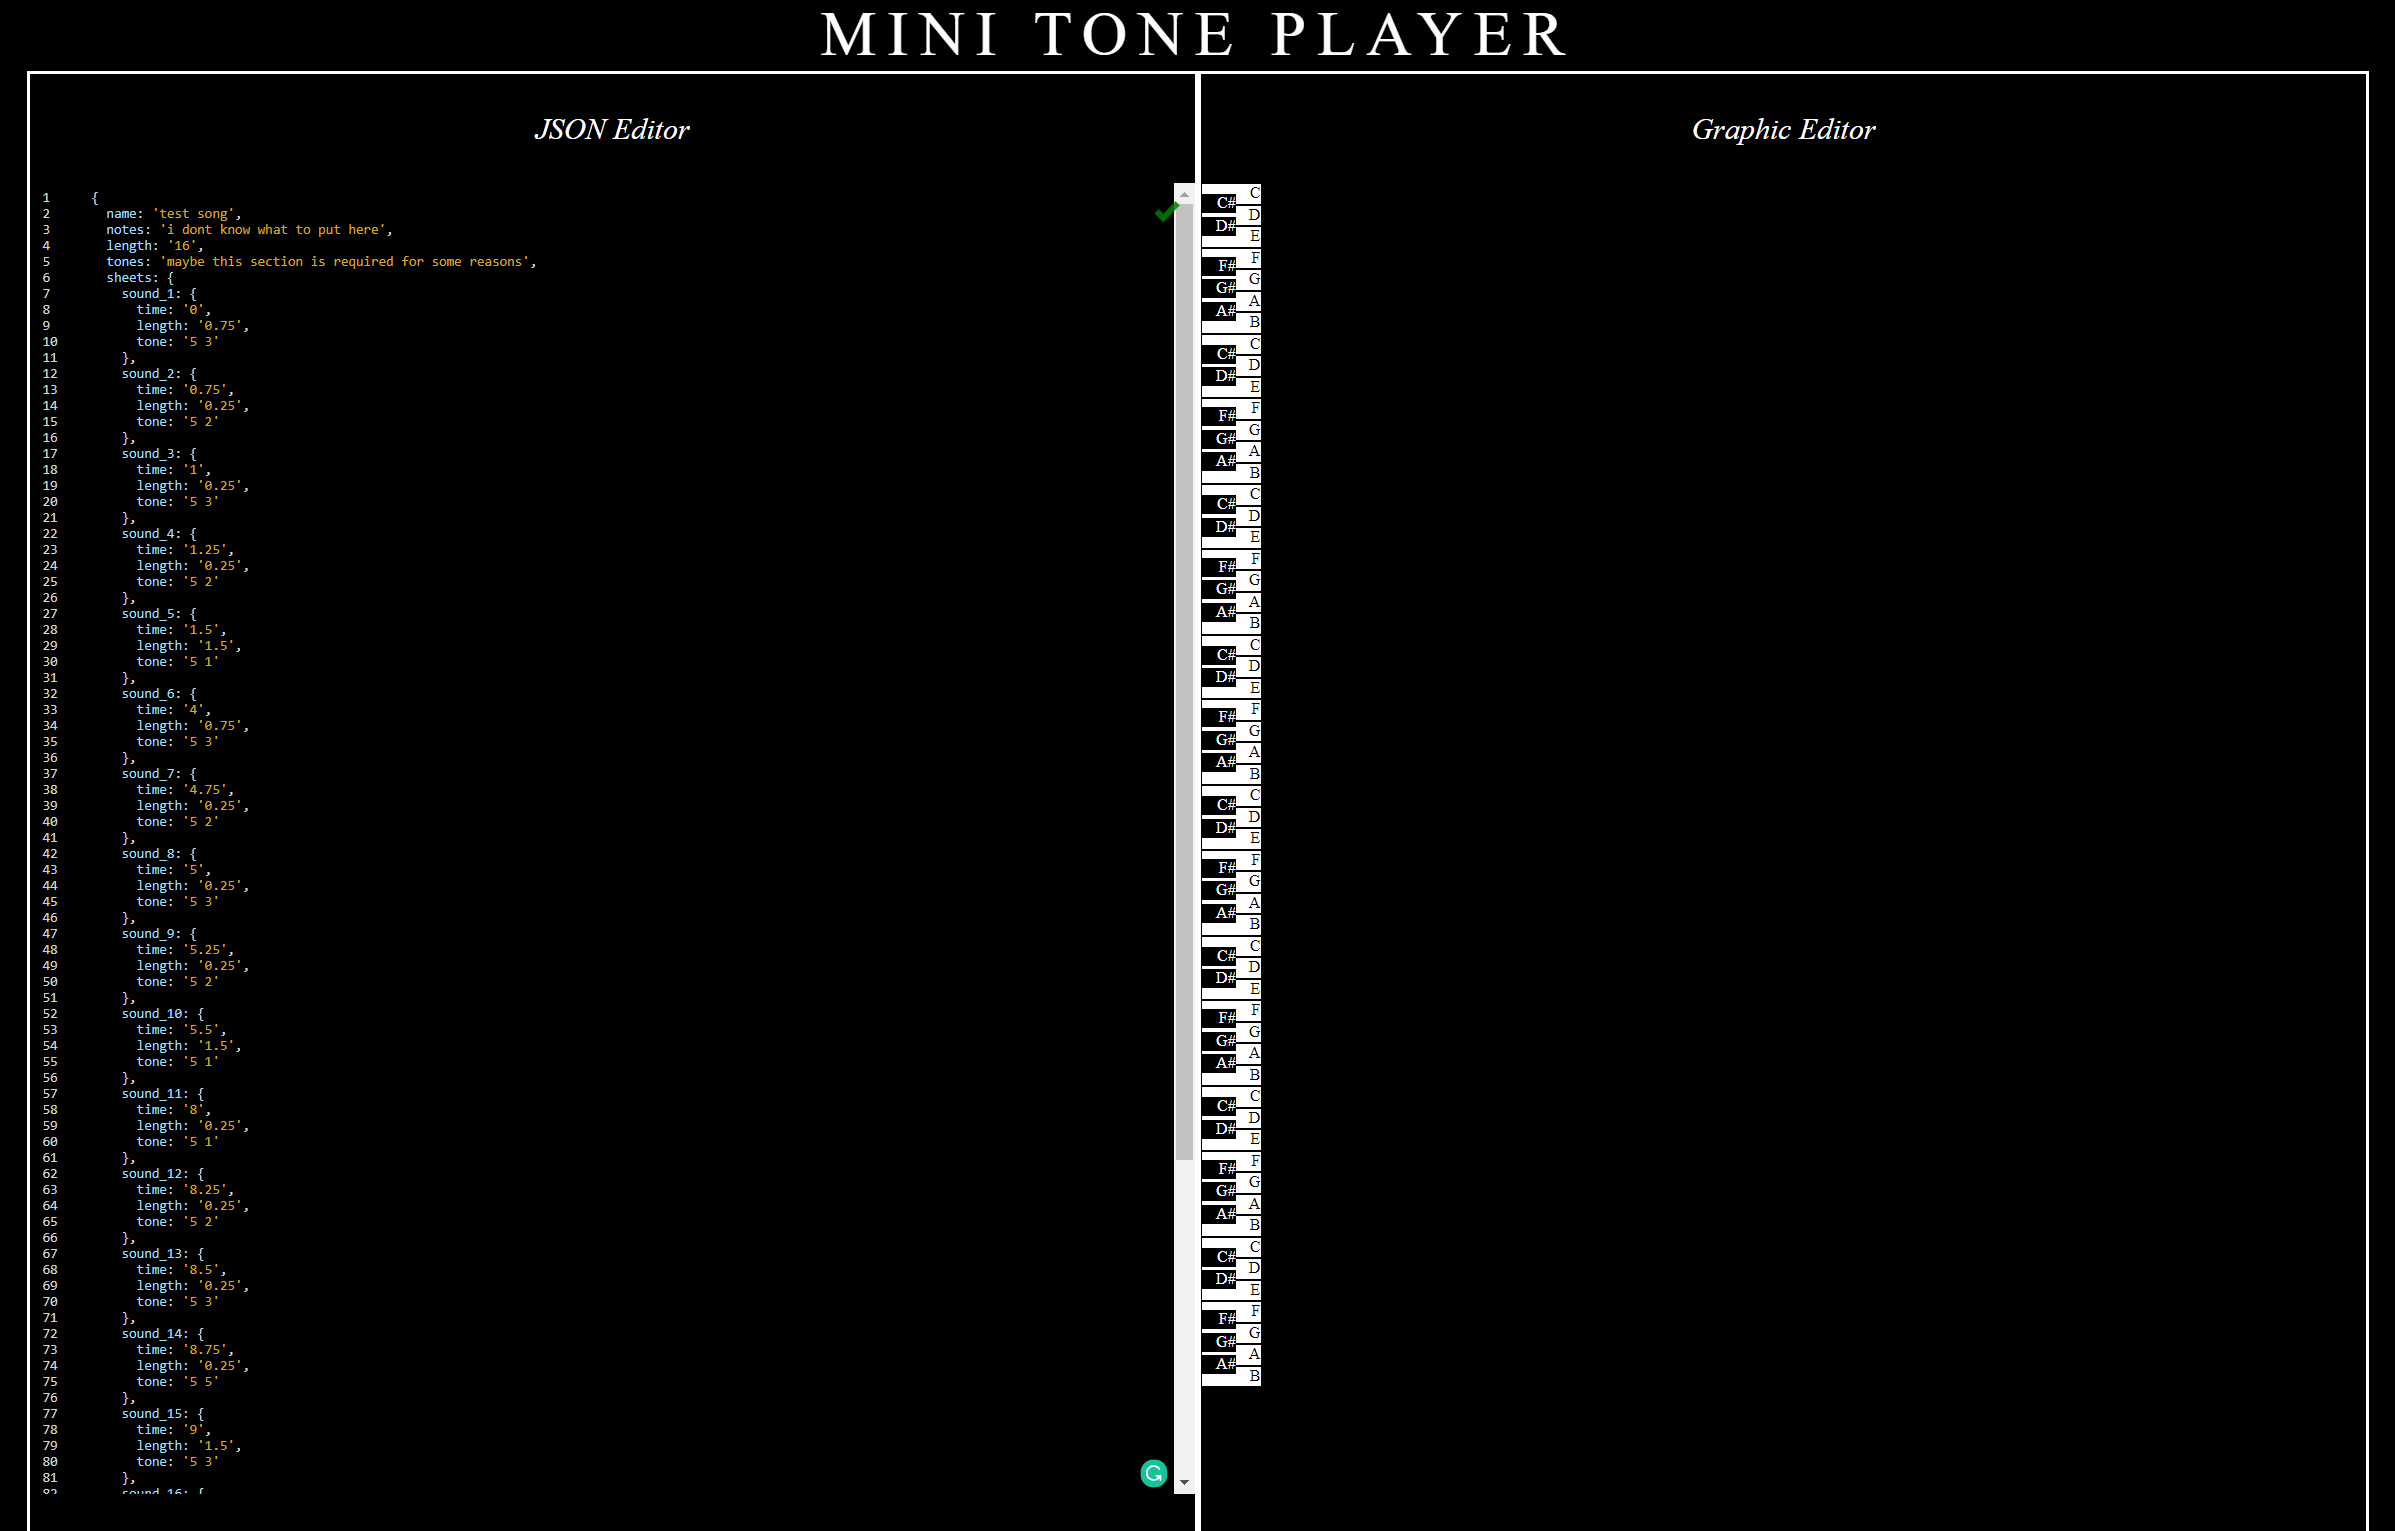 MINI TONE PLAYER
JSON Editor
1 {
2 name: 'test song',
3 notes: 'i dont know what to put here',
4 length: '16',
5 tones: 'maybe this section is required for some reasons',
6 sheets: {
7 sound_1: {
8 time: '0',
9 length: '0.75',
10 tone: '5 3'
11 },
12 sound_2: {
13 time: '0.75',
14 length: '0.25',
15 tone: '5 2'
16 },
17 sound_3: {
18 time: '1',
19 length: '0.25',
20 tone: '5 3'
21 },
22 sound_4: {
23 time: '1.25',
24 length: '0.25',
25 tone: '5 2'
26 },
27 sound_5: {
28 time: '1.5',
29 length: '1.5',
30 tone: '5 1'
31 },
32 sound_6: {
33 time: '4',
34 length: '0.75',
35 tone: '5 3'
36 },
37 sound_7: {
38 time: '4.75',
39 length: '0.25',
40 tone: '5 2'
41 },
42 sound_8: {
43 time: '5',
44 length: '0.25',
45 tone: '5 3'
46 },
47 sound_9: {
48 time: '5.25',
49 length: '0.25',
50 tone: '5 2'
51 },
52 sound_10: {
53 time: '5.5',
54 length: '1.5',
55 tone: '5 1'
56 },
57 sound_11: {
58 time: '8',
59 length: '0.25',
60 tone: '5 1'
61 },
62 sound_12: {
63 time: '8.25',
64 length: '0.25',
65 tone: '5 2'
66 },
67 sound_13: {
68 time: '8.5',
69 length: '0.25',
70 tone: '5 3'
71 },
72 sound_14: {
73 time: '8.75',
74 length: '0.25',
75 tone: '5 5'
76 },
77 sound_15: {
78 time: '9',
79 length: '1.5',
80 tone: '5 3'
81 },
82 sound_16: {
Graphic Editor
C
C#
D
D#
E
F
F#
G
G#
A
A#
B
C
C#
D
D#
E
F
F#
G
G#
A
A#
B
C
C#
D
D#
E
F
F#
G
G#
A
A#
B
C
C#
D
D#
E
F
F#
G
G#
A
A#
B
C
C#
D
D#
E
F
F#
G
G#
A
A#
B
C
C#
D
D#
E
F
F#
G
G#
A
A#
B
C
C#
D
D#
E
F
F#
G
G#
A
A#
B
C
C#
D
D#
E
F
F#
G
G#
A
A#
B